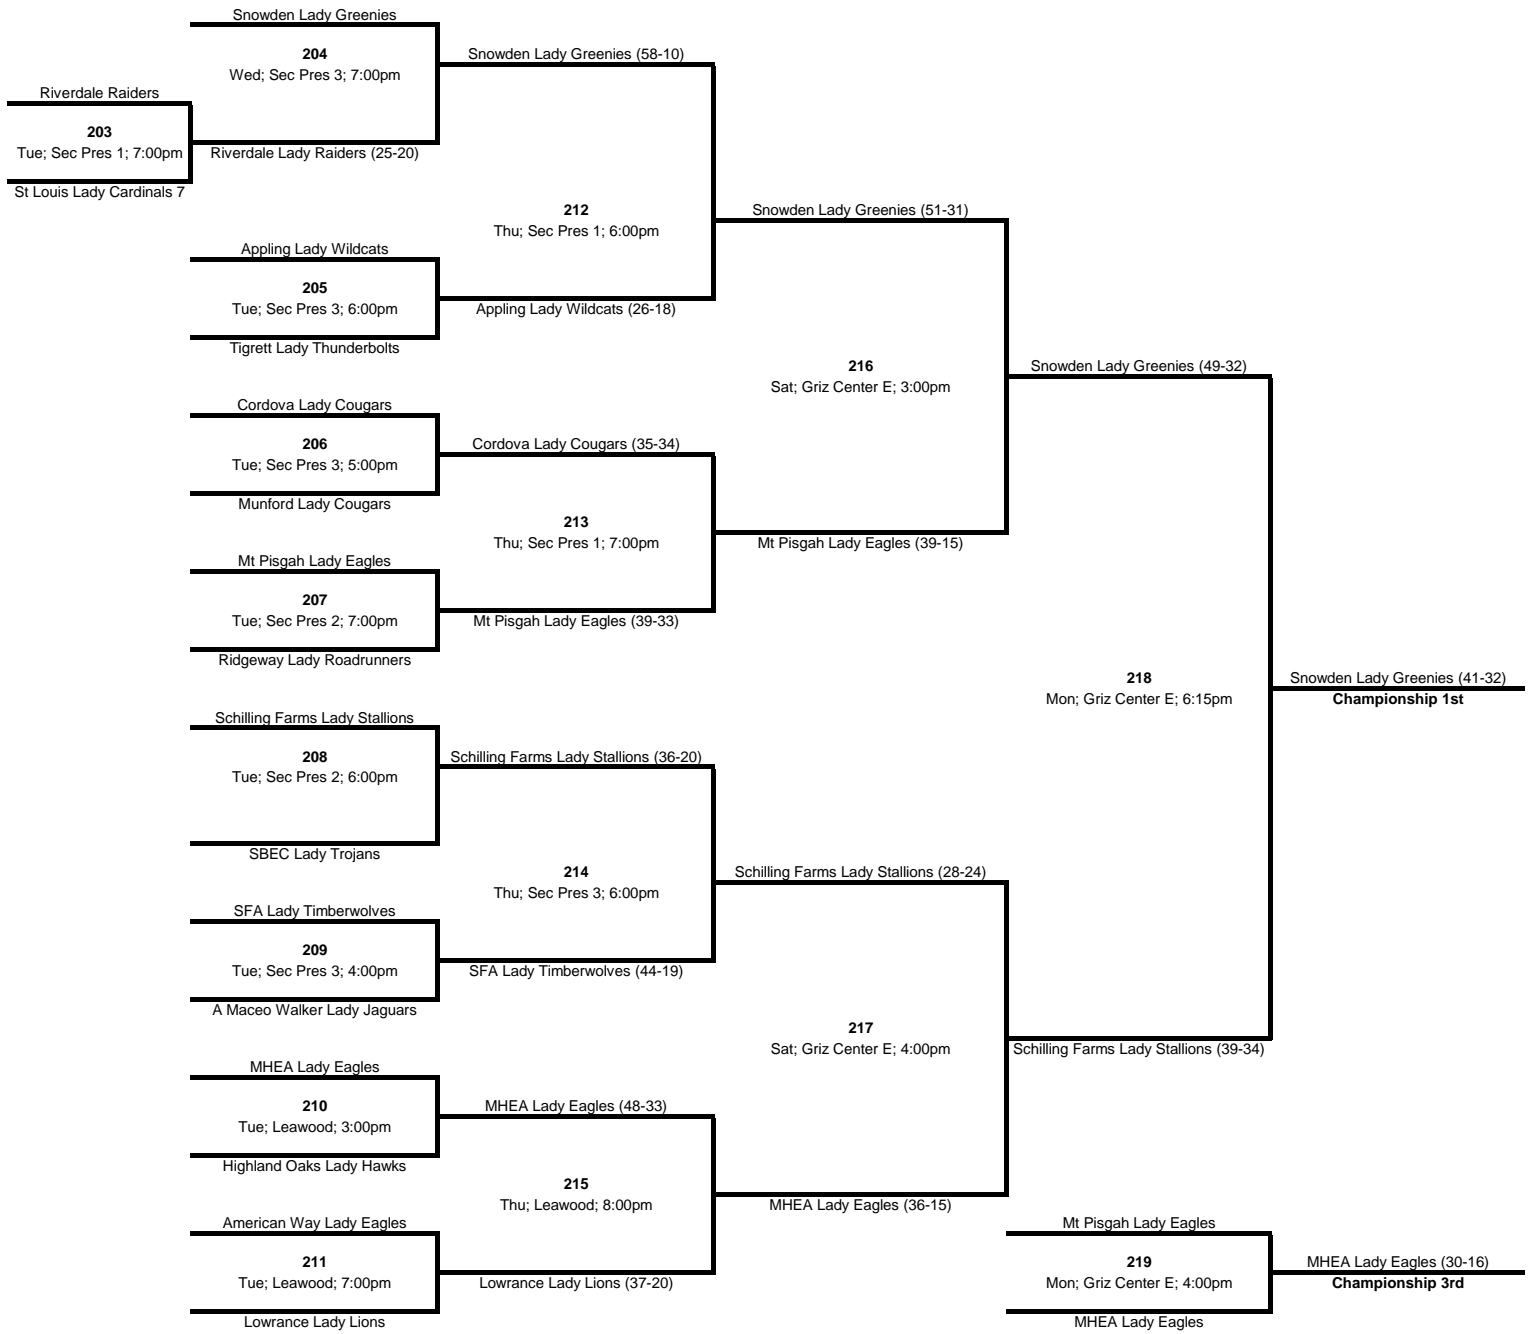 Snowden Lady Greenies
204
Wed; Sec Pres 3; 7:00pm
Snowden Lady Greenies (58-10)
Riverdale Raiders
203
Tue; Sec Pres 1; 7:00pm
Riverdale Lady Raiders (25-20)
St Louis Lady Cardinals 7
212
Thu; Sec Pres 1; 6:00pm
Snowden Lady Greenies (51-31)
Appling Lady Wildcats
205
Tue; Sec Pres 3; 6:00pm
Appling Lady Wildcats (26-18)
Tigrett Lady Thunderbolts
216
Sat; Griz Center E; 3:00pm
Snowden Lady Greenies (49-32)
Cordova Lady Cougars
206
Tue; Sec Pres 3; 5:00pm
Cordova Lady Cougars (35-34)
Munford Lady Cougars
213
Thu; Sec Pres 1; 7:00pm
Mt Pisgah Lady Eagles (39-15)
Mt Pisgah Lady Eagles
207
Tue; Sec Pres 2; 7:00pm
Mt Pisgah Lady Eagles (39-33)
Ridgeway Lady Roadrunners
218
Mon; Griz Center E; 6:15pm
Snowden Lady Greenies (41-32)
Championship 1st
Schilling Farms Lady Stallions
208
Tue; Sec Pres 2; 6:00pm
Schilling Farms Lady Stallions (36-20)
SBEC Lady Trojans
214
Thu; Sec Pres 3; 6:00pm
Schilling Farms Lady Stallions (28-24)
SFA Lady Timberwolves
209
Tue; Sec Pres 3; 4:00pm
SFA Lady Timberwolves (44-19)
A Maceo Walker Lady Jaguars
217
Sat; Griz Center E; 4:00pm
Schilling Farms Lady Stallions (39-34)
MHEA Lady Eagles
210
Tue; Leawood; 3:00pm
MHEA Lady Eagles (48-33)
Highland Oaks Lady Hawks
215
Thu; Leawood; 8:00pm
MHEA Lady Eagles (36-15)
American Way Lady Eagles
211
Tue; Leawood; 7:00pm
Lowrance Lady Lions (37-20)
Lowrance Lady Lions
Mt Pisgah Lady Eagles
219
Mon; Griz Center E; 4:00pm
MHEA Lady Eagles (30-16)
Championship 3rd
MHEA Lady Eagles